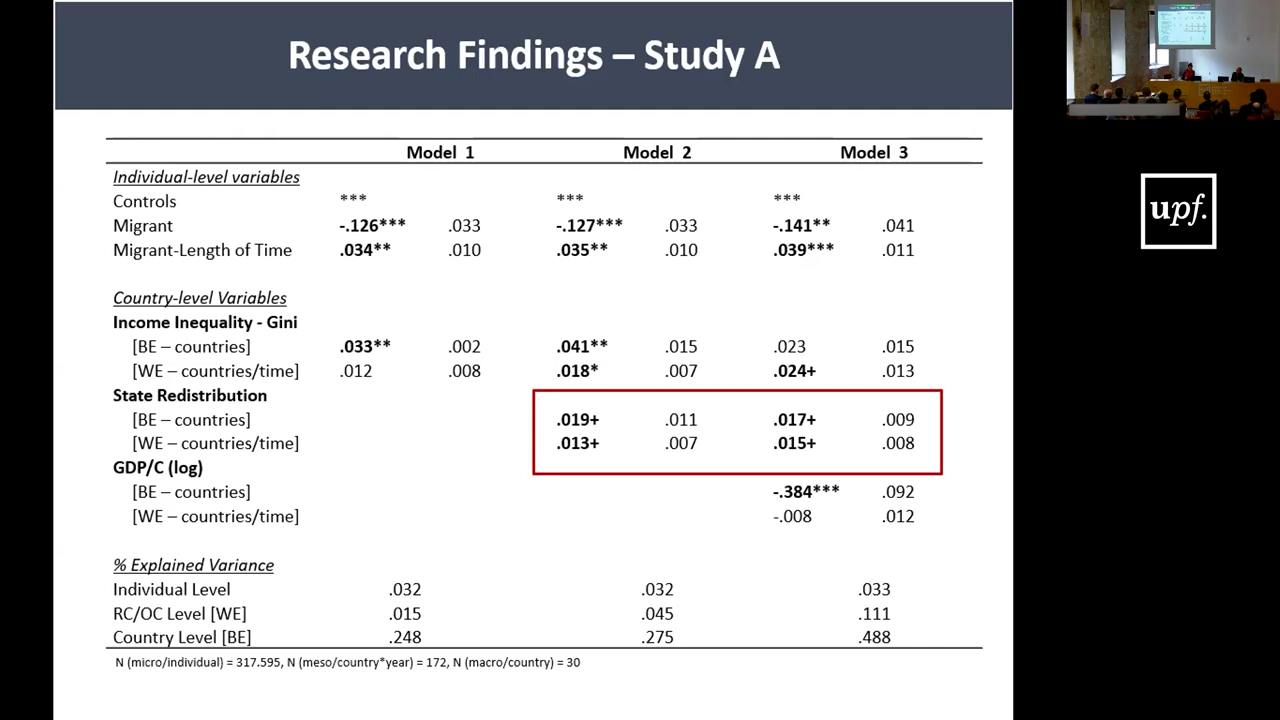 Research Findings – Study A
Model 1 Model 2 Model 3
Individual-level variables
Controls *** *** ***
Migrant -.126*** .033 -.127*** .033 -.141** .041
Migrant-Length of Time .034** .010 .035** .010 .039*** .011
Country-level Variables
Income Inequality - Gini
[BE – countries] .033** .002 .041** .015 .023 .015
[WE – countries/time] .012 .008 .018* .007 .024+ .013
State Redistribution
[BE – countries] .019+ .011 .017+ .009
[WE – countries/time] .013+ .007 .015+ .008
GDP/C (log)
[BE – countries] -.384*** .092
[WE – countries/time] -.008 .012
% Explained Variance
Individual Level .032 .032 .033
RC/OC Level [WE] .015 .045 .111
Country Level [BE] .248 .275 .488
N (micro/individual) = 317.595, N (meso/country*year) = 172, N (macro/country) = 30
upf.